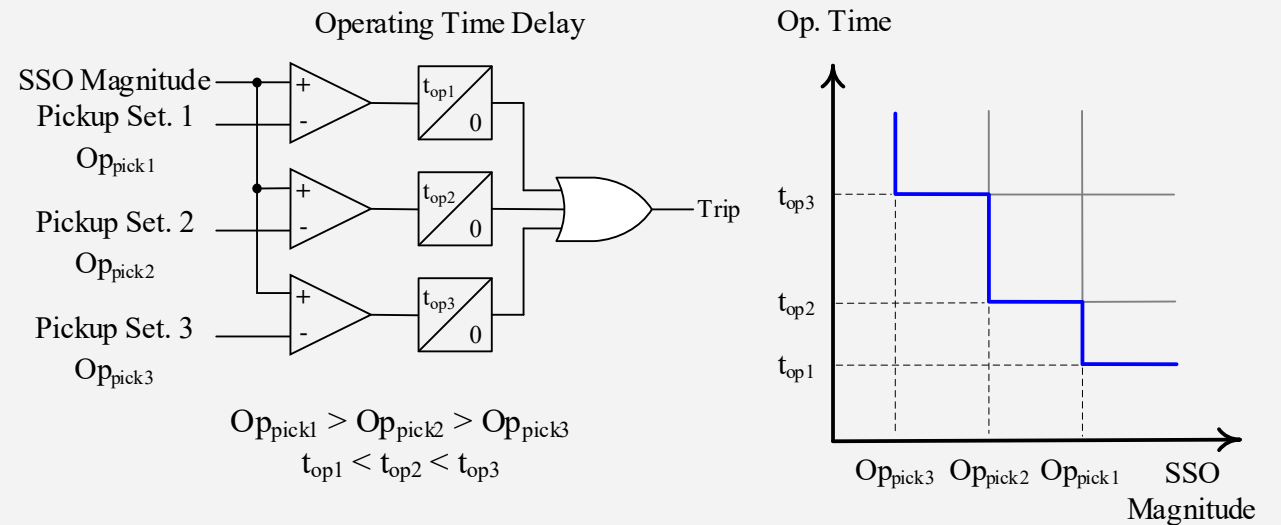 Operating Time Delay
SSO Magnitude
Pickup Set. 1
Op_pick1
Pickup Set. 2
Op_pick2
Pickup Set. 3
Op_pick3
+
-
t_op1
0
+
-
t_op2
0
+
-
t_op3
0
Trip
Op_pick1 > Op_pick2 > Op_pick3
t_op1 < t_op2 < t_op3
Op. Time
t_op3
t_op2
t_op1
Op_pick3 Op_pick2 Op_pick1 SSO
Magnitude